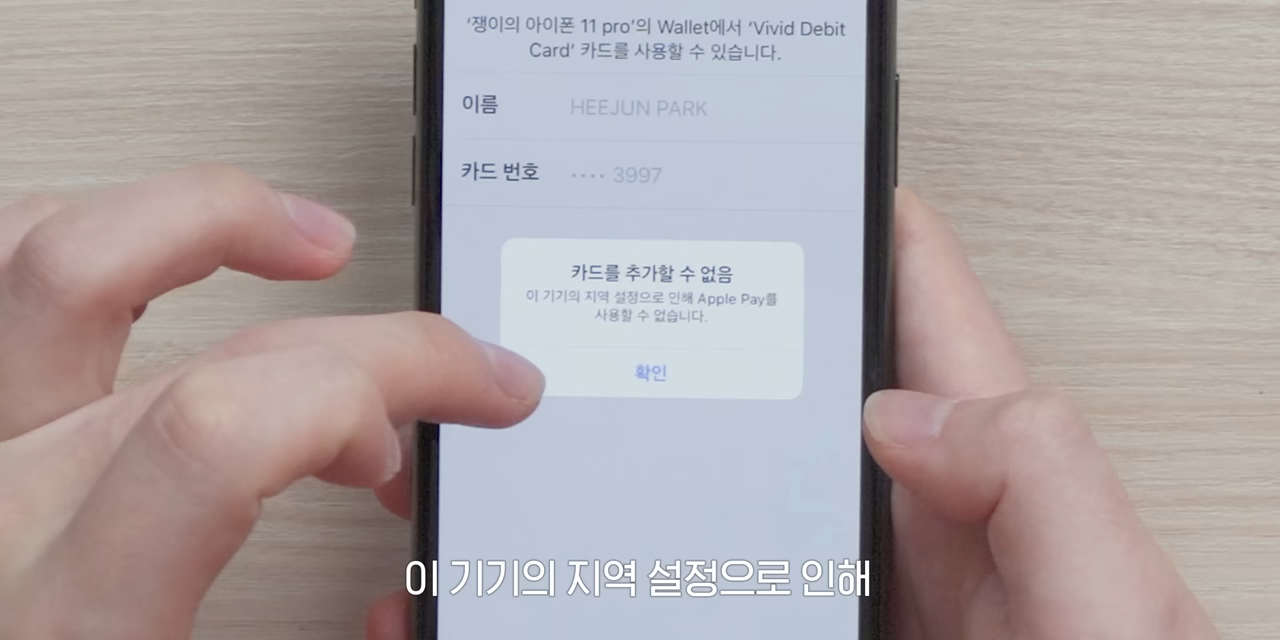 ‘쟁이의 아이폰 11 pro’의 Wallet에서 ‘Vivid Debit
Card’ 카드를 사용할 수 있습니다.
이름 HEEJUN PARK
카드 번호 •••• 3997
카드를 추가할 수 없음
이 기기의 지역 설정으로 인해 Apple Pay를
사용할 수 없습니다.
확인
이 기기의 지역 설정으로 인해